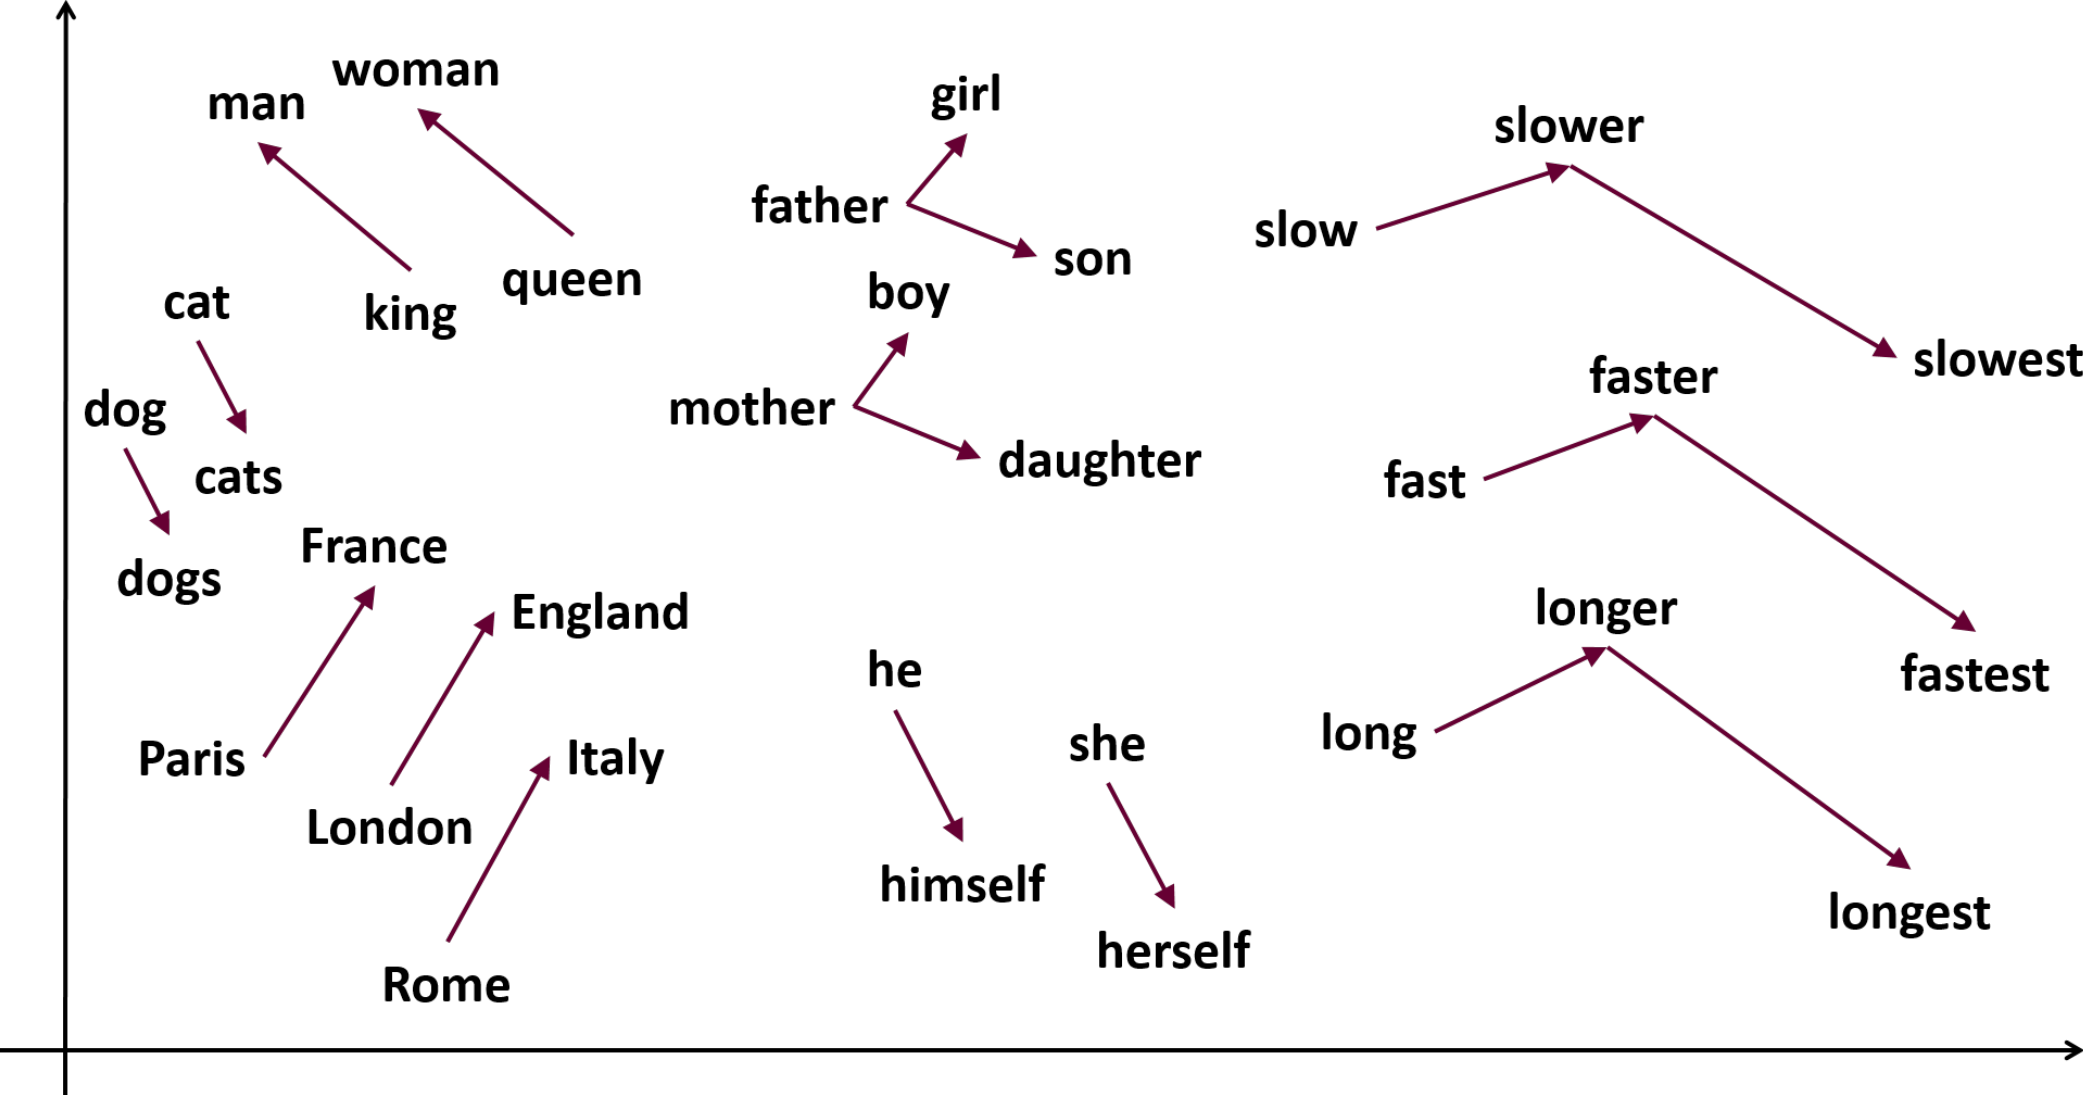 woman
man
girl
slower
father
slow
son
queen
boy
cat
king
slowest
faster
dog
mother
daughter
cats
fast
France
dogs
England
longer
he
fastest
long
she
Paris
Italy
London
himself
longest
herself
Rome